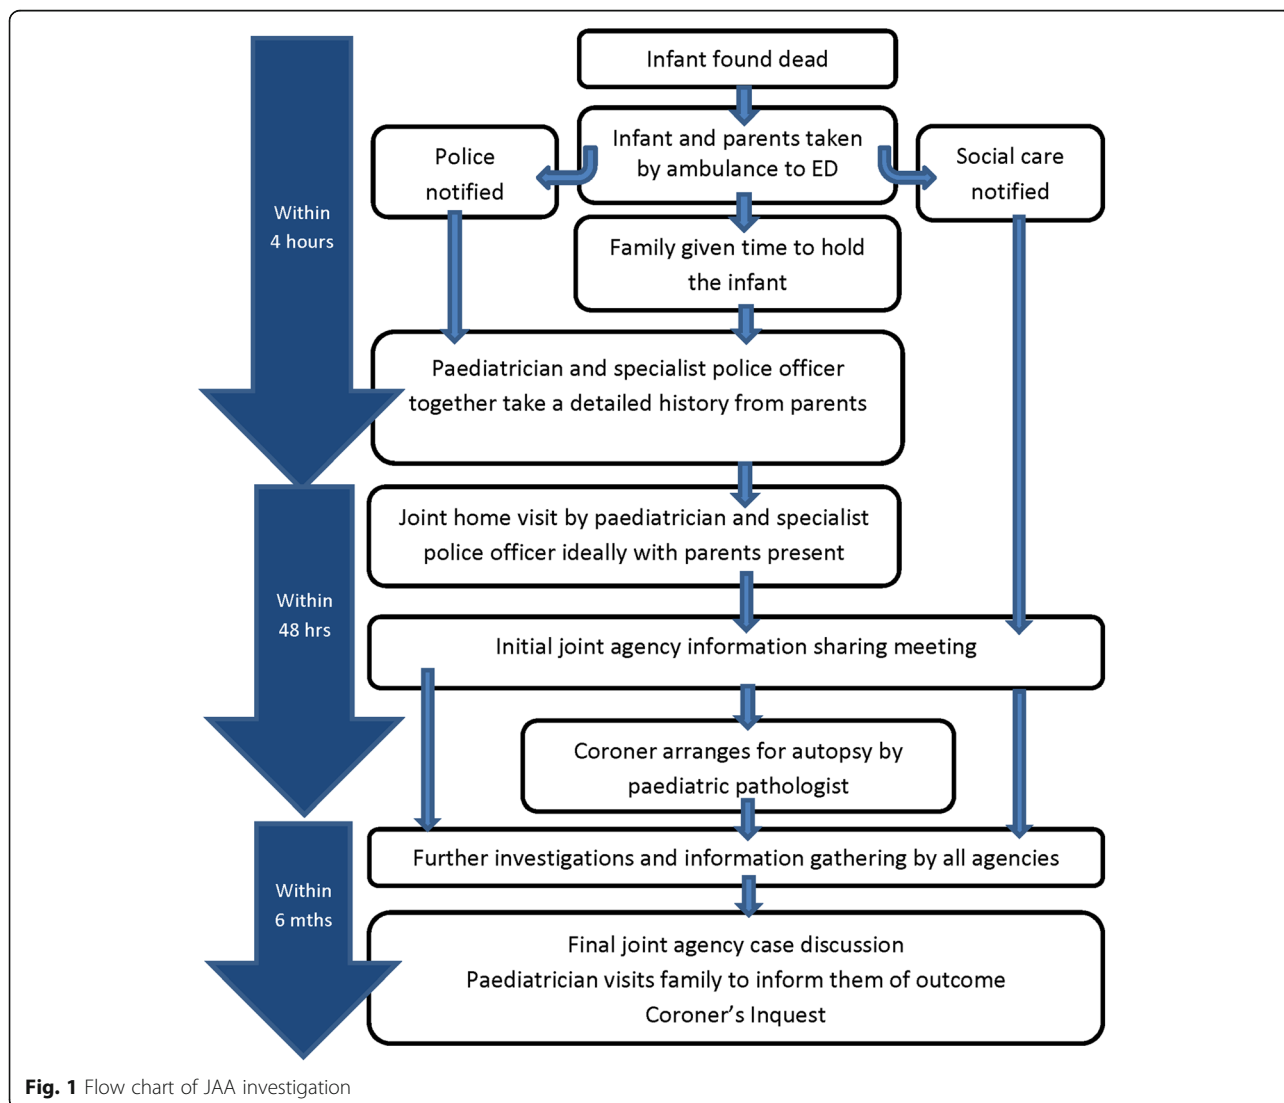 Infant found dead
Infant and parents taken
by ambulance to ED
Police
notified
Social care
notified
Within
4 hours
Family given time to hold
the infant
Paediatrician and specialist police officer
together take a detailed history from parents
Joint home visit by paediatrician and specialist
police officer ideally with parents present
Within
48 hrs
Initial joint agency information sharing meeting
Coroner arranges for autopsy by
paediatric pathologist
Further investigations and information gathering by all agencies
Within
6 mths
Final joint agency case discussion
Paediatrician visits family to inform them of outcome
Coroner’s Inquest
Fig. 1 Flow chart of JAA investigation